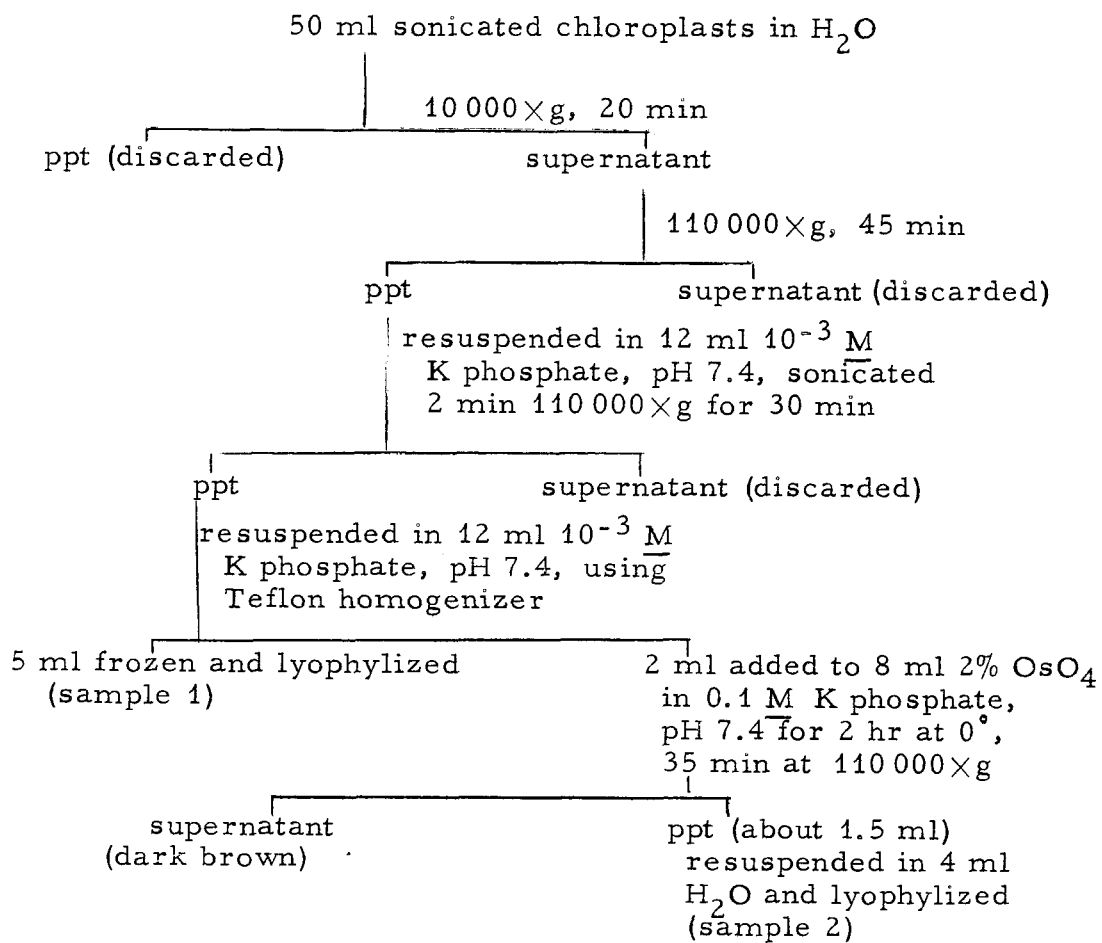 50 ml sonicated chloroplasts in H₂O
10 000×g, 20 min
ppt (discarded)
supernatant
110 000×g, 45 min
ppt
supernatant (discarded)
resuspended in 12 ml 10⁻³ M
K phosphate, pH 7.4, sonicated
2 min 110 000×g for 30 min
ppt
supernatant (discarded)
resuspended in 12 ml 10⁻³ M
K phosphate, pH 7.4, using
Teflon homogenizer
5 ml frozen and lyophylized
(sample 1)
2 ml added to 8 ml 2% OsO₄
in 0.1 M K phosphate,
pH 7.4 for 2 hr at 0°,
35 min at 110 000×g
supernatant
(dark brown)
ppt (about 1.5 ml)
resuspended in 4 ml
H₂O and lyophylized
(sample 2)